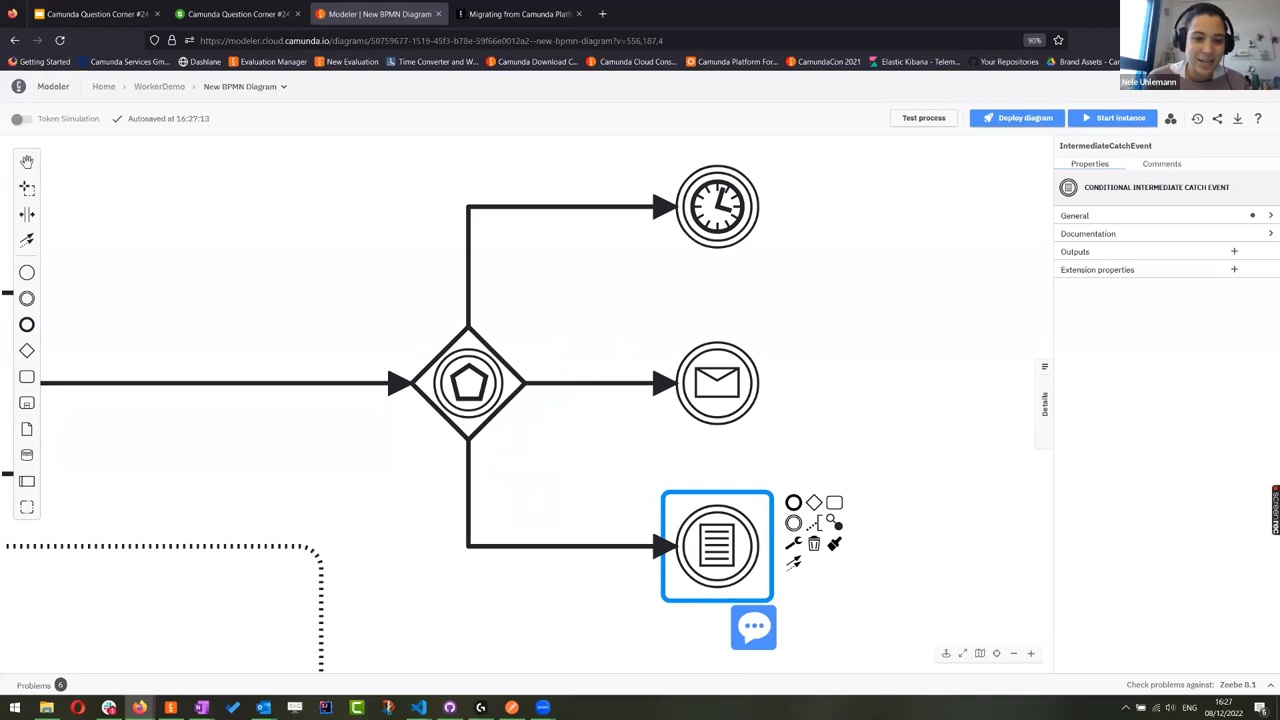 Camunda Question Corner #24
Camunda Question Corner #24
Modeler | New BPMN Diagram
Migrating from Camunda Platf
https://modeler.cloud.camunda.io/diagrams/50759677-1519-45f3-b78e-59f66e0012a2--new-bpmn-diagram?v=556,187,4
90%
Getting Started
Camunda Services Gm...
Dashlane
Evaluation Manager
New Evaluation
Time Converter and W...
Camunda Download C...
Camunda Cloud Cons...
Camunda Platform For...
CamundaCon 2021
Elastic Kibana - Telem...
Your Repositories
Brand Assets - Cam
Nele Uhlemann
Modeler
Home
WorkerDemo
New BPMN Diagram
Token Simulation
Autosaved at 16:27:13
Test process
Deploy diagram
Start instance
IntermediateCatchEvent
Properties
Comments
CONDITIONAL INTERMEDIATE CATCH EVENT
General
Documentation
Outputs
Extension properties
Details
Problems 6
Check problems against: Zeebe 8.1
ENG
16:27
08/12/2022
6